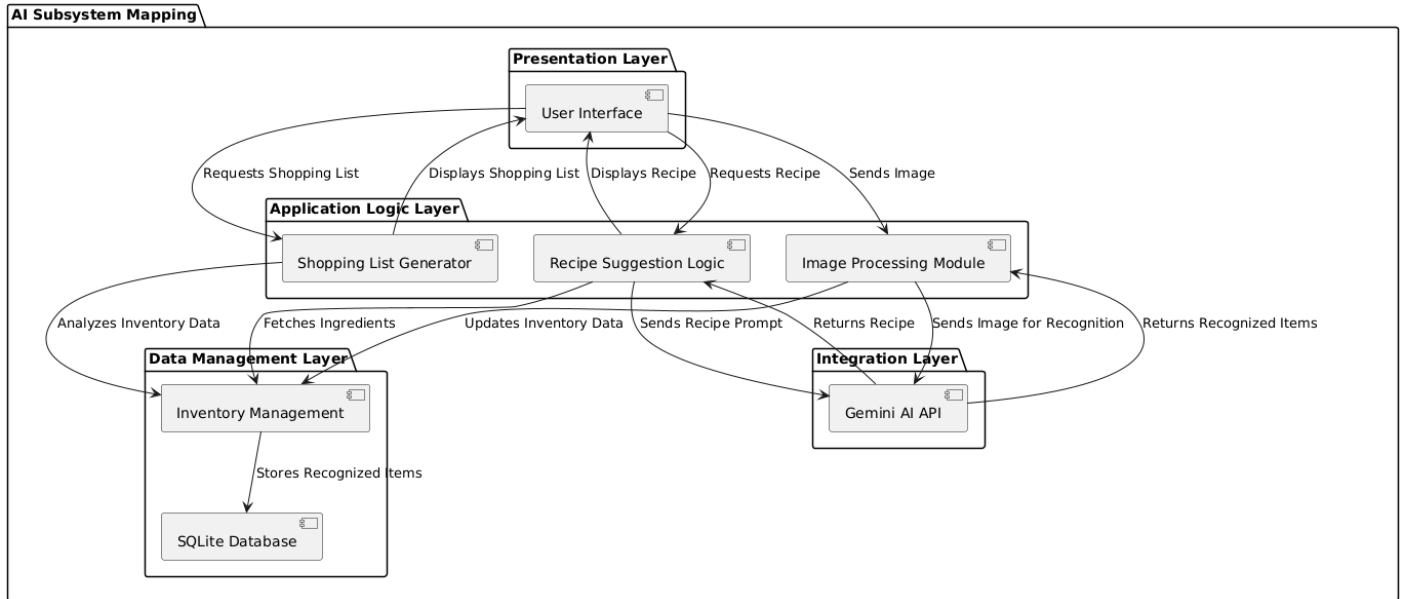 AI Subsystem Mapping
Presentation Layer
User Interface
Requests Shopping List
Displays Shopping List
Displays Recipe
Requests Recipe
Sends Image
Application Logic Layer
Shopping List Generator
Recipe Suggestion Logic
Image Processing Module
Analyzes Inventory Data
Fetches Ingredients
Updates Inventory Data
Sends Recipe Prompt
Returns Recipe
Sends Image for Recognition
Returns Recognized Items
Data Management Layer
Integration Layer
Inventory Management
Gemini AI API
Stores Recognized Items
SQLite Database